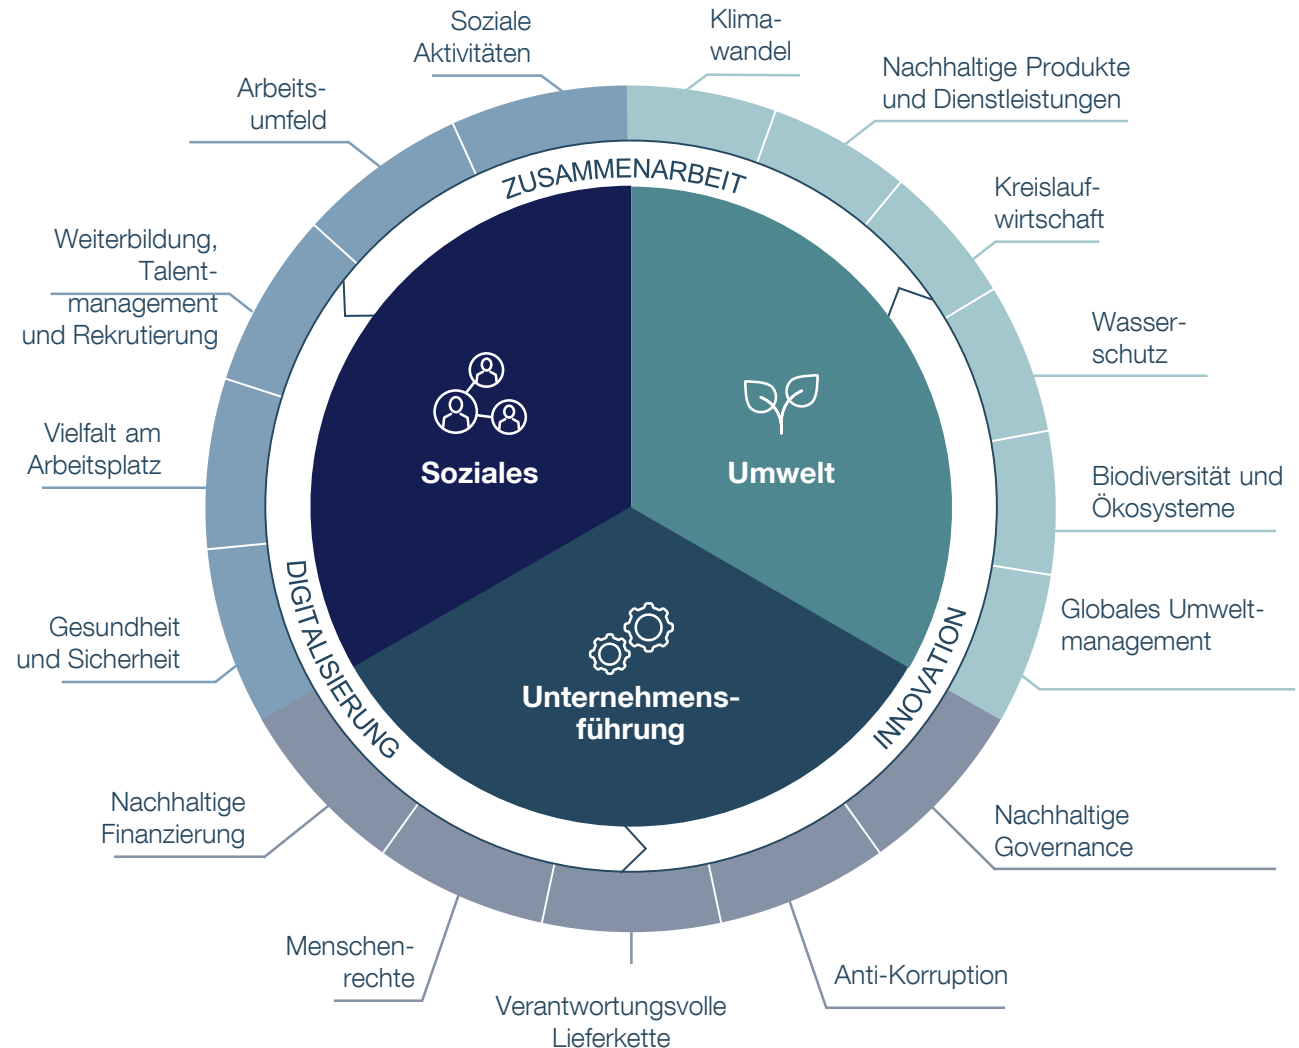 Soziale
Aktivitäten
Klima-
wandel
Nachhaltige Produkte
und Dienstleistungen
Kreislauf-
wirtschaft
Wasser-
schutz
Biodiversität und
Ökosysteme
Globales Umwelt-
management
Nachhaltige
Governance
Anti-Korruption
Verantwortungsvolle
Lieferkette
Menschen-
rechte
Nachhaltige
Finanzierung
Gesundheit
und Sicherheit
Vielfalt am
Arbeitsplatz
Weiterbildung,
Talent-
management
und Rekrutierung
Arbeits-
umfeld
ZUSAMMENARBEIT
INNOVATION
DIGITALISIERUNG
Soziales
Umwelt
Unternehmens-
führung